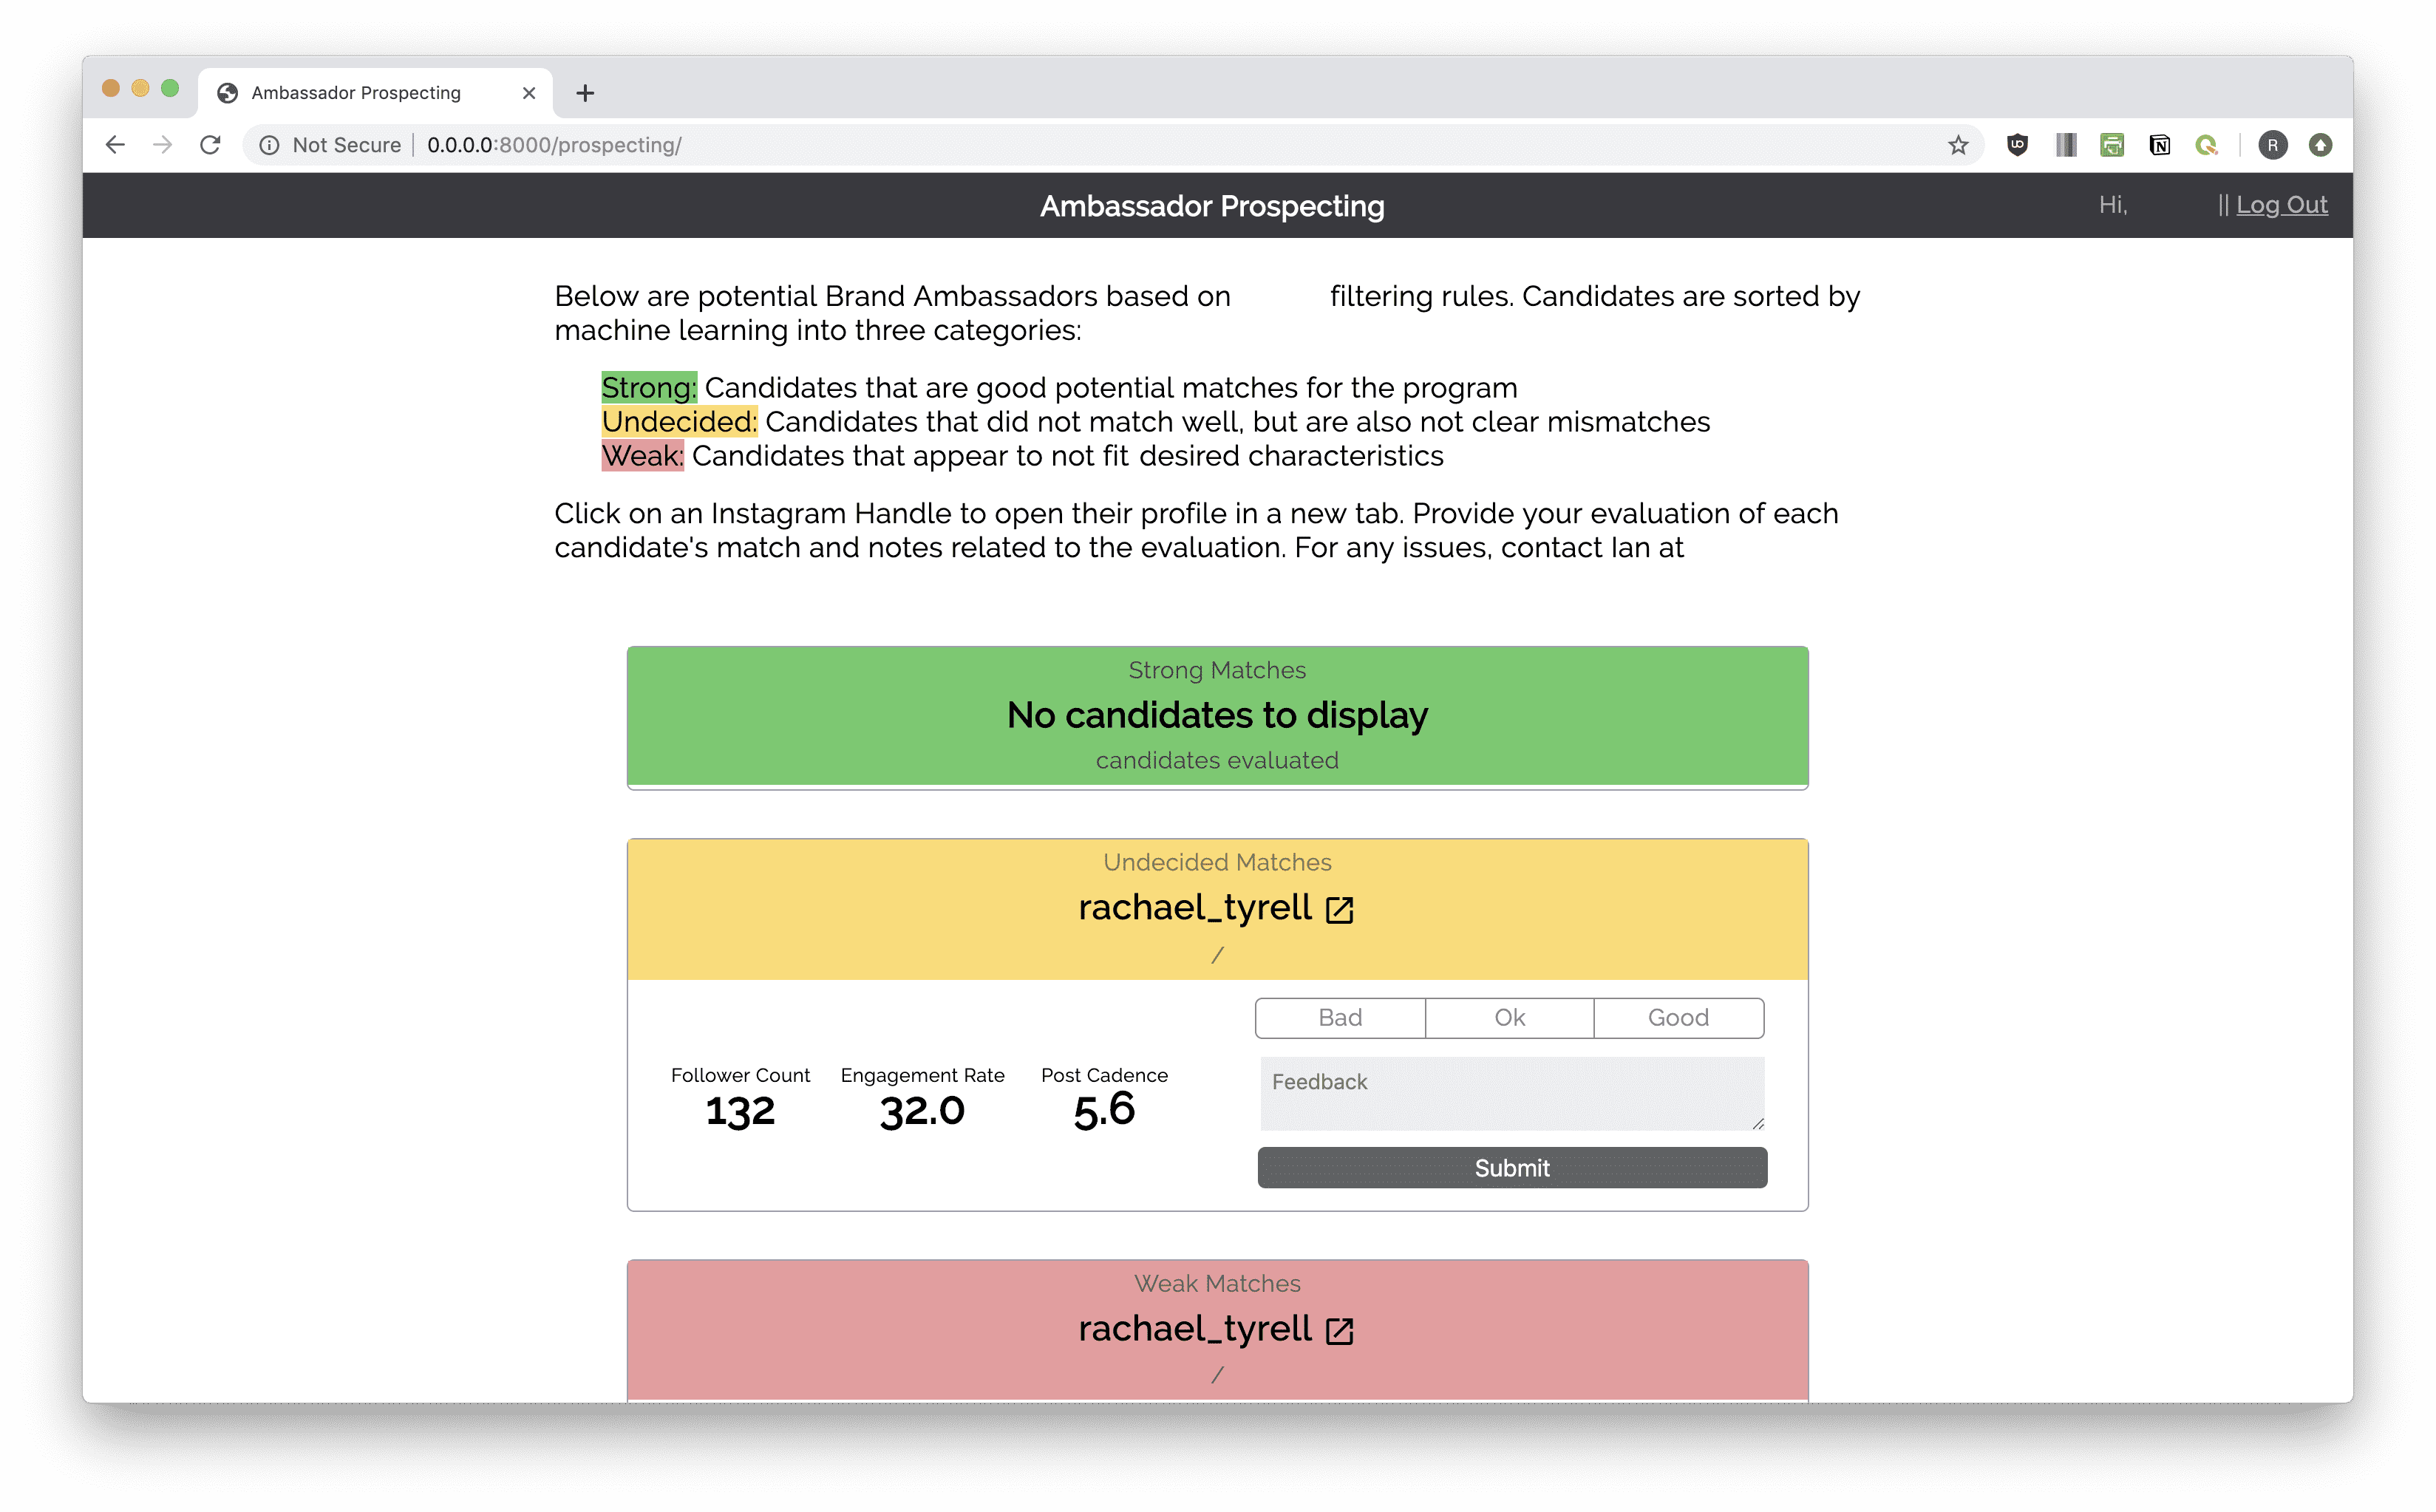 Ambassador Prospecting
Not Secure 0.0.0.0:8000/prospecting/
R
Ambassador Prospecting
Hi, || Log Out
Below are potential Brand Ambassadors based on filtering rules. Candidates are sorted by
machine learning into three categories:
Strong: Candidates that are good potential matches for the program
Undecided: Candidates that did not match well, but are also not clear mismatches
Weak: Candidates that appear to not fit desired characteristics
Click on an Instagram Handle to open their profile in a new tab. Provide your evaluation of each
candidate's match and notes related to the evaluation. For any issues, contact Ian at
Strong Matches
No candidates to display
candidates evaluated
Undecided Matches
rachael_tyrell
/
Bad Ok Good
Follower Count Engagement Rate Post Cadence
132 32.0 5.6
Feedback
Submit
Weak Matches
rachael_tyrell
/